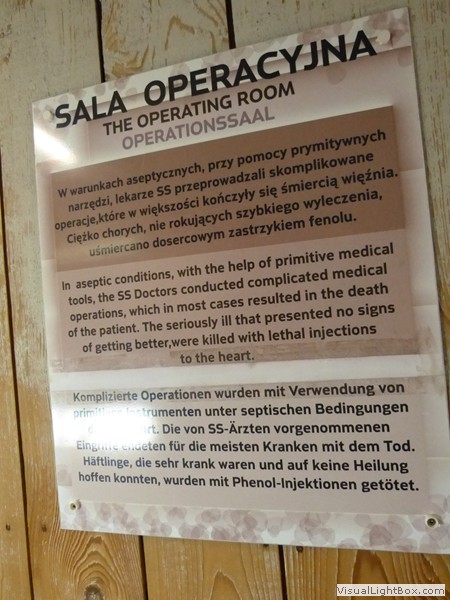 SALA OPERACYJNA
THE OPERATING ROOM
OPERATIONSSAAL
W warunkach aseptycznych, przy pomocy prymitywnych
narzędzi, lekarze SS przeprowadzali skomplikowane
operacje,które w większości kończyły się śmiercią więźnia.
Ciężko chorych, nie rokujących szybkiego wyleczenia,
uśmiercano dosercowym zastrzykiem fenolu.
In aseptic conditions, with the help of primitive medical
tools, the SS Doctors conducted complicated medical
operations, which in most cases resulted in the death
of the patient. The seriously ill that presented no signs
of getting better,were killed with lethal injections
to the heart.
Komplizierte Operationen wurden mit Verwendung von
primitiven Instrumenten unter septischen Bedingungen
Die von SS-Ärzten vorgenommenen
Eingriffe endeten für die meisten Kranken mit dem Tod.
Häftlinge, die sehr krank waren und auf keine Heilung
hoffen konnten, wurden mit Phenol-Injektionen getötet.
VisualLightBox.com